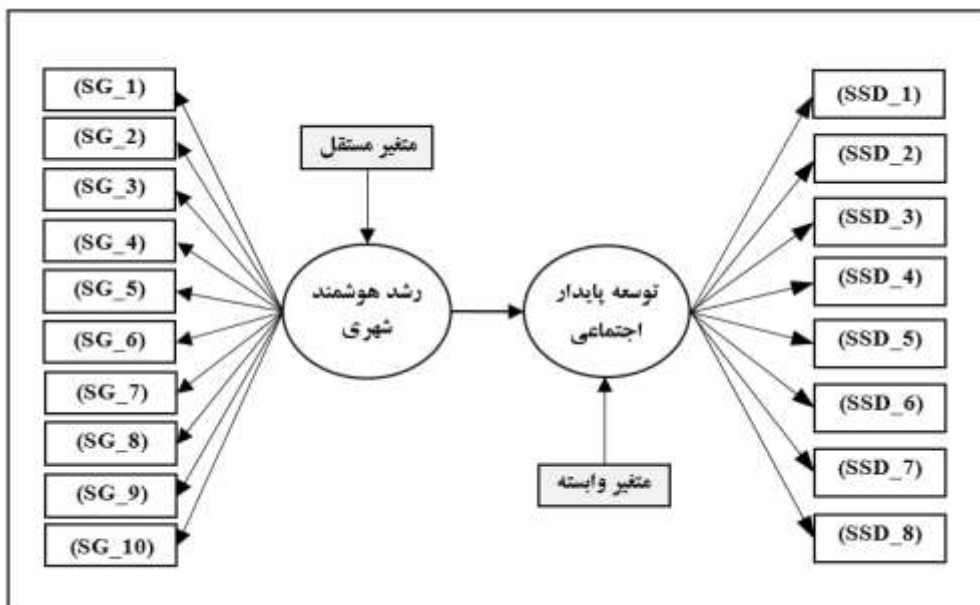 (SG_1)
(SG_2)
(SG_3)
(SG_4)
(SG_5)
(SG_6)
(SG_7)
(SG_8)
(SG_9)
(SG_10)
متغیر مستقل
رشد هوشمند
شهری
توسعه پایدار
اجتماعی
متغیر وابسته
(SSD_1)
(SSD_2)
(SSD_3)
(SSD_4)
(SSD_5)
(SSD_6)
(SSD_7)
(SSD_8)